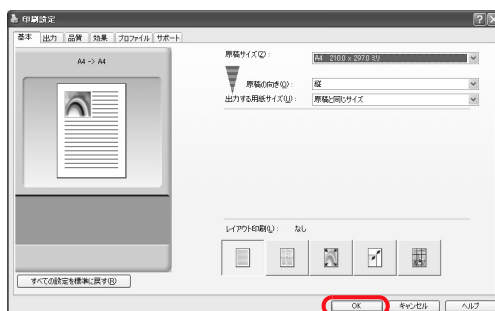 印刷設定
基本 出力 品質 効果 プロファイル サポート
A4 -> A4
原稿サイズ(Z) : A4 210.0 x 297.0 ミリ
原稿の向き(Q) : 縦
出力する用紙サイズ(U) : 原稿と同じサイズ
レイアウト印刷(L) : なし
すべての設定を標準に戻す(R)
OK キャンセル ヘルプ